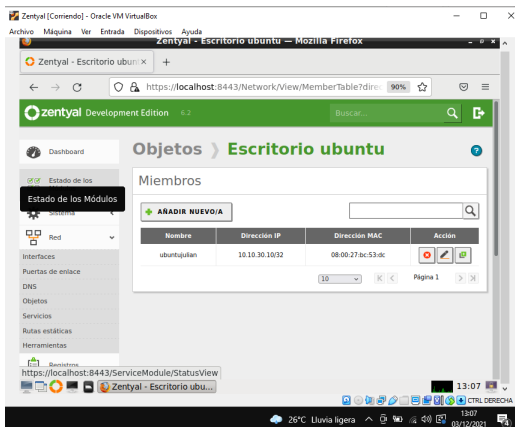 Zentyal [Corriendo] - Oracle VM VirtualBox
Archivo Máquina Ver Entrada Dispositivos Ayuda
Zentyal - Escritorio ubuntu — Mozilla Firefox
Zentyal - Escritorio ubun
https://localhost:8443/Network/View/MemberTable?direc 90%
zentyal Development Edition 6.2 Buscar...
Dashboard
Objetos Escritorio ubuntu
Estado de los
Miembros
Estado de los Módulos
Sistema
AÑADIR NUEVO/A
Red
Nombre Dirección IP Dirección MAC Acción
Interfaces
ubuntujulian 10.10.30.10/32 08:00:27:bc:53:dc
Puertas de enlace
10 Página 1
DNS
Objetos
Servicios
Rutas estáticas
Herramientas
Registros
https://localhost:8443/ServiceModule/StatusView
Zentyal - Escritorio ubu... 13:07
CTRL DERECHA
26°C Lluvia ligera 13:07
03/12/2021 4